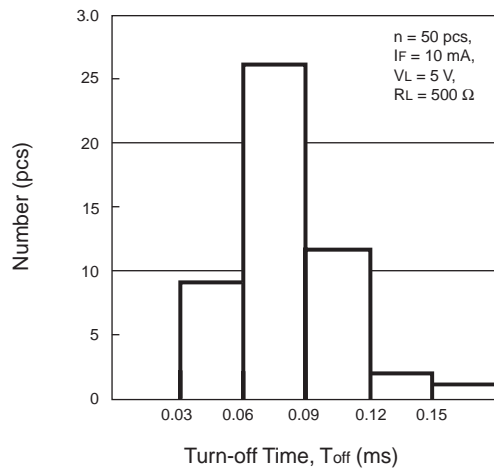 3.0
n = 50 pcs,
IF = 10 mA,
VL = 5 V,
RL = 500 Ω
25
20
15
10
5
0
Number (pcs)
0.03 0.06 0.09 0.12 0.15
Turn-off Time, Toff (ms)